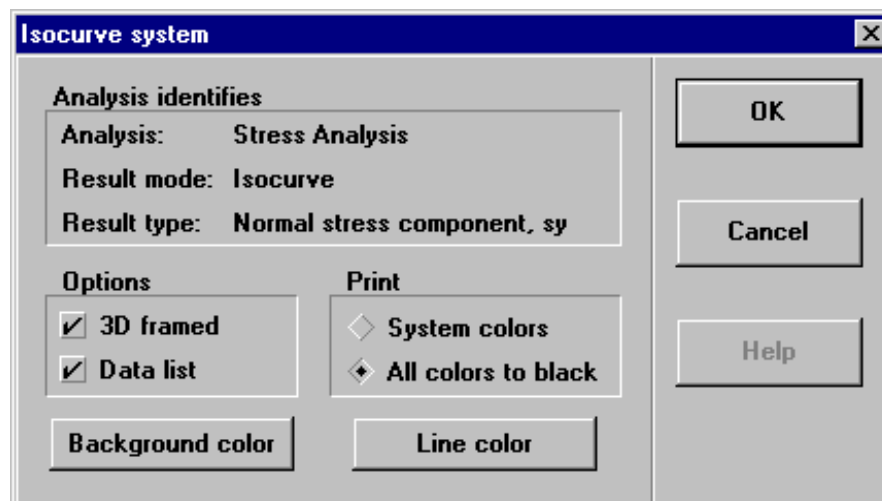 Isocurve system
Analysis identifies
Analysis: Stress Analysis
Result mode: Isocurve
Result type: Normal stress component, sy
Options
3D framed
Data list
Print
System colors
All colors to black
Background color
Line color
OK
Cancel
Help